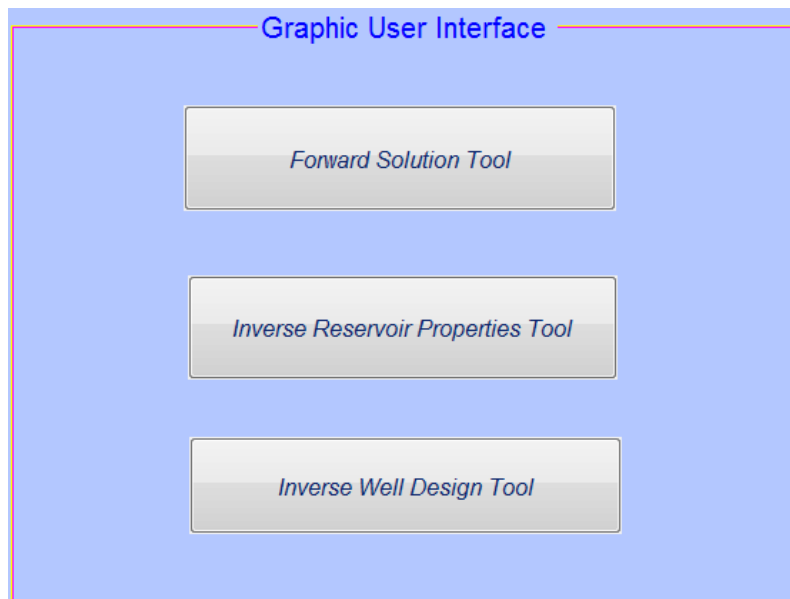 Graphic User Interface
Forward Solution Tool
Inverse Reservoir Properties Tool
Inverse Well Design Tool